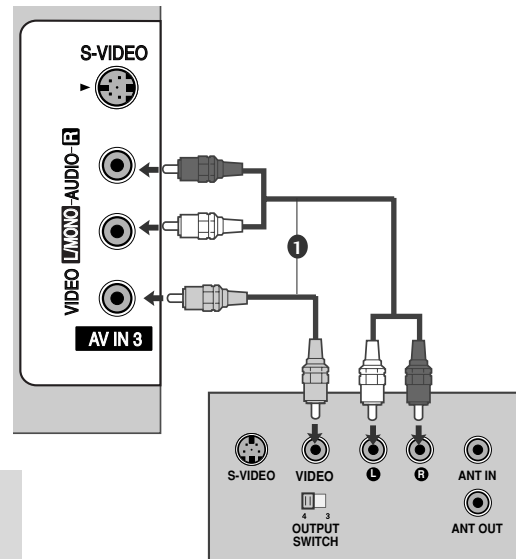 S-VIDEO
VIDEO L/MONO-AUDIO-R
AV IN 3
1
S-VIDEO VIDEO L R ANT IN
4 3
OUTPUT
SWITCH
ANT OUT